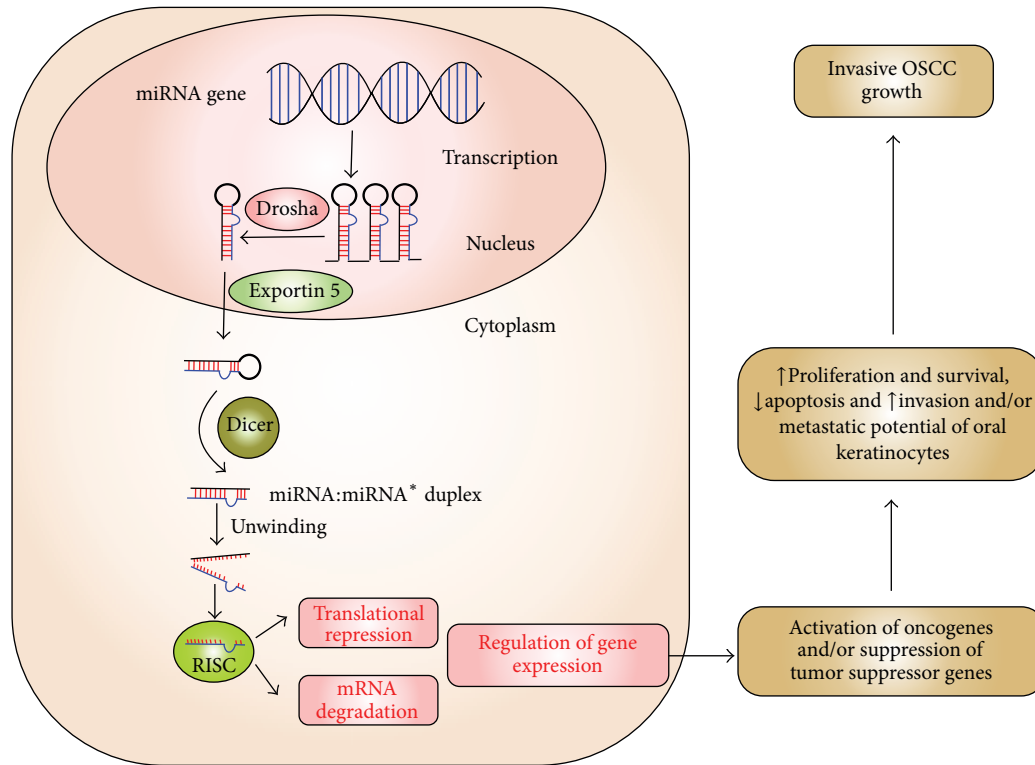 miRNA gene
Transcription
Drosha
Nucleus
Exportin 5
Cytoplasm
Dicer
miRNA:miRNA* duplex
Unwinding
RISC
Translational
repression
mRNA
degradation
Regulation of gene
expression
Activation of oncogenes
and/or suppression of
tumor suppressor genes
↑Proliferation and survival,
↓apoptosis and ↑invasion and/or
metastatic potential of oral
keratinocytes
Invasive OSCC
growth